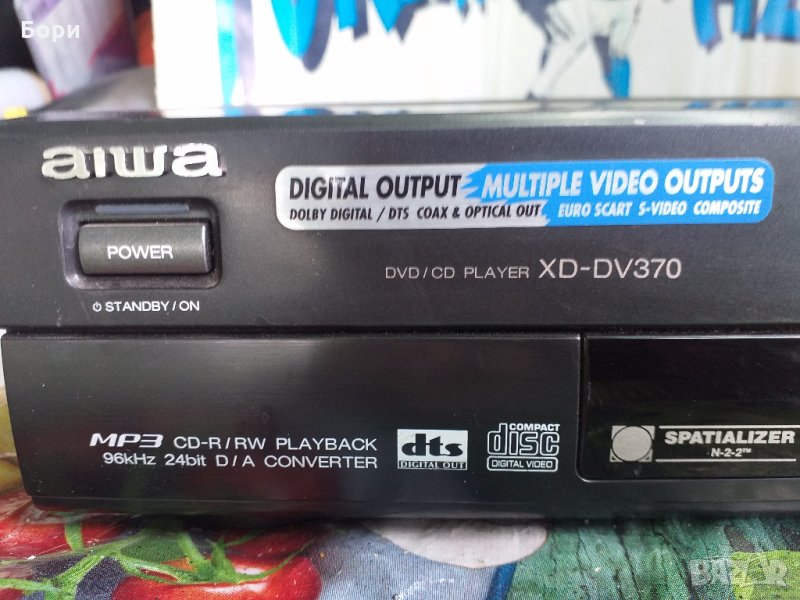 Бори
aiwa
DIGITAL OUTPUT MULTIPLE VIDEO OUTPUTS
DOLBY DIGITAL / DTS COAX & OPTICAL OUT EURO SCART S-VIDEO COMPOSITE
POWER
DVD / CD PLAYER XD-DV370
STANDBY / ON
MP3 CD-R / RW PLAYBACK
96kHz 24bit D / A CONVERTER
dts
DIGITAL OUT
COMPACT
disc
DIGITAL VIDEO
SPATIALIZER
N-2-2™
BAZAR